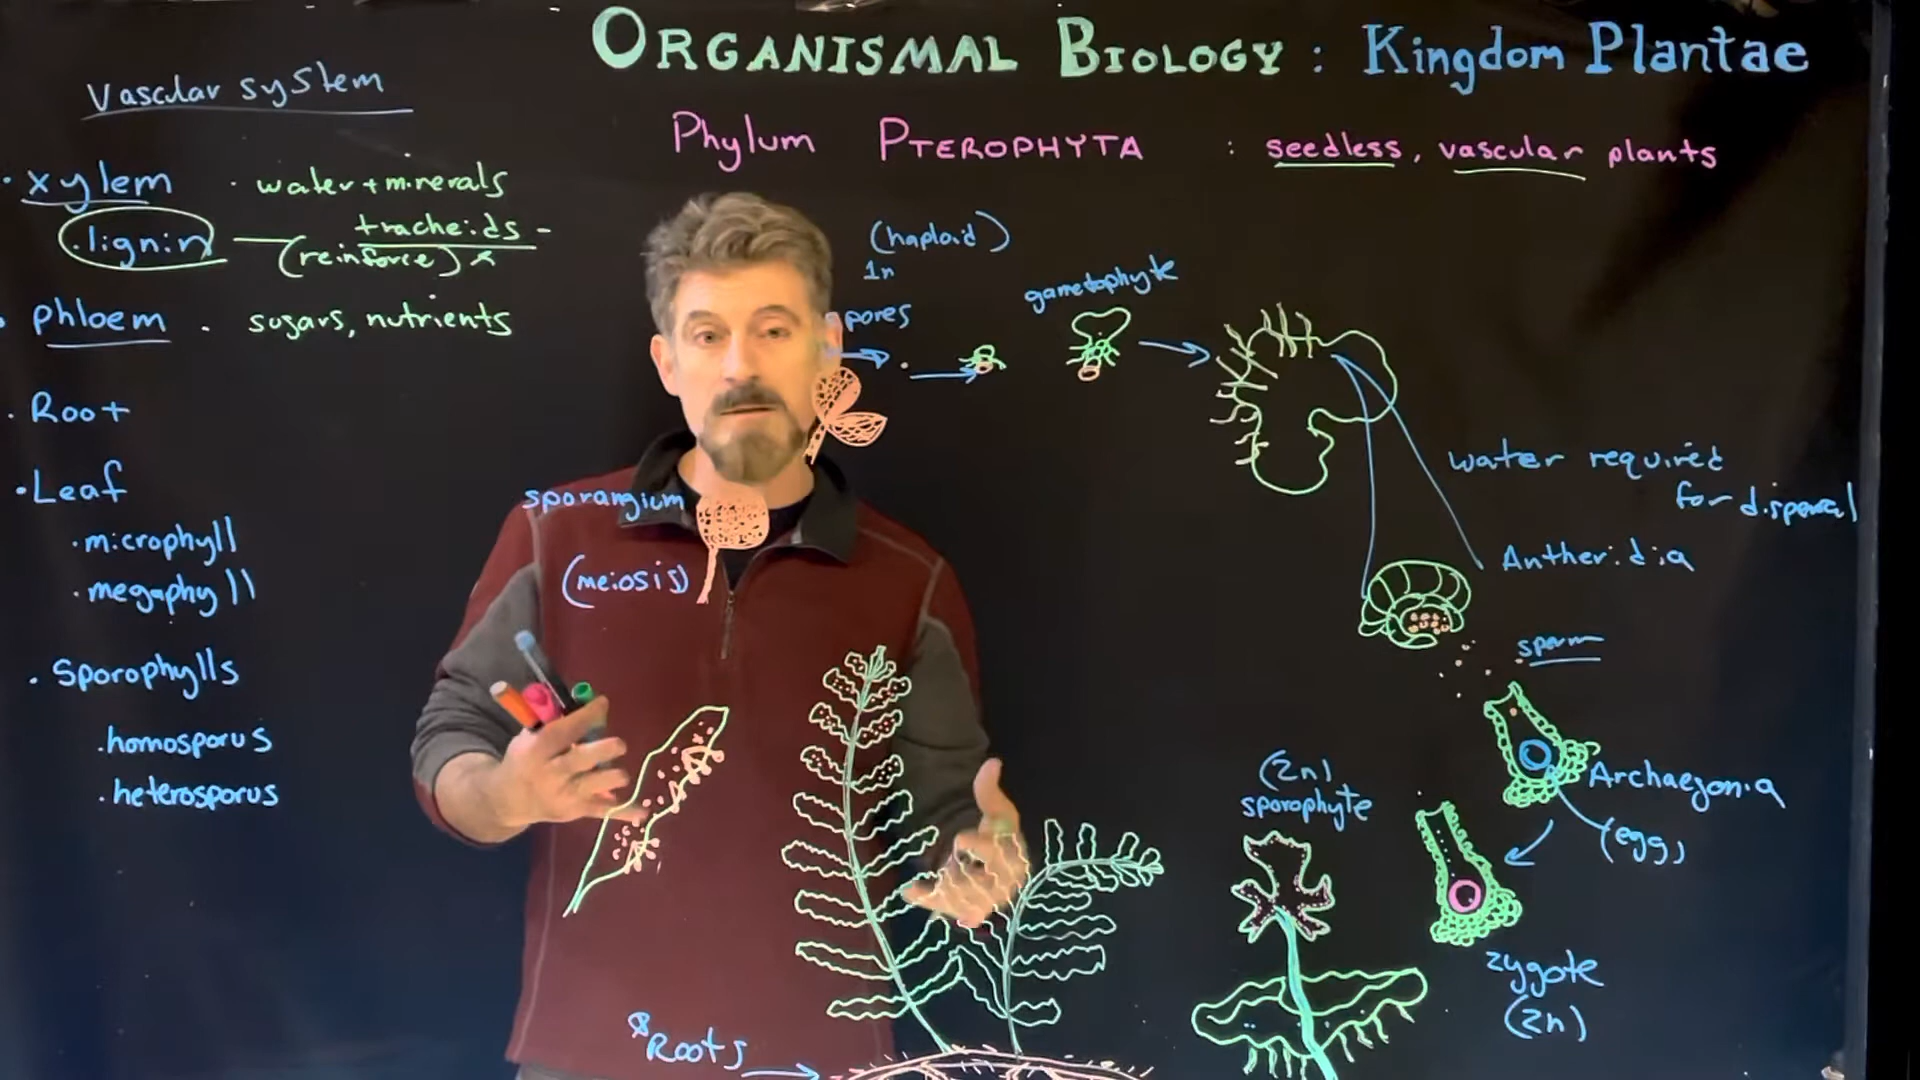 ORGANISMAL BIOLOGY : Kingdom Plantae
Phylum PTEROPHYTA : seedless, vascular plants
Vascular system
· xylem · water + minerals
· lignin tracheids -
(reinforce)
· phloem · sugars, nutrients
· Root
· Leaf
· microphyll
· megaphyll
· Sporophylls
· homosporus
· heterosporus
(haploid)
1n
pores
gametophyte
sporangium
(meiosis)
water required
for dispersal
Antheridia
sperm
Archaegonia
(egg)
(2n)
sporophyte
zygote
(2n)
Roots